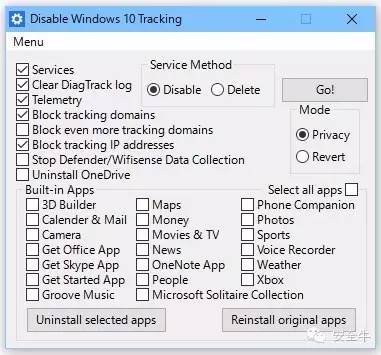 Disable Windows 10 Tracking
Menu
Services
Clear DiagTrack log
Telemetry
Block tracking domains
Block even more tracking domains
Block tracking IP addresses
Stop Defender/Wifisense Data Collection
Uninstall OneDrive
Service Method
Disable Delete
Go!
Mode
Privacy
Revert
Built-in Apps Select all apps
3D Builder Maps Phone Companion
Calender & Mail Money Photos
Camera Movies & TV Sports
Get Office App News Voice Recorder
Get Skype App OneNote App Weather
Get Started App People Xbox
Groove Music Microsoft Solitaire Collection
Uninstall selected apps Reinstall original apps
安全牛